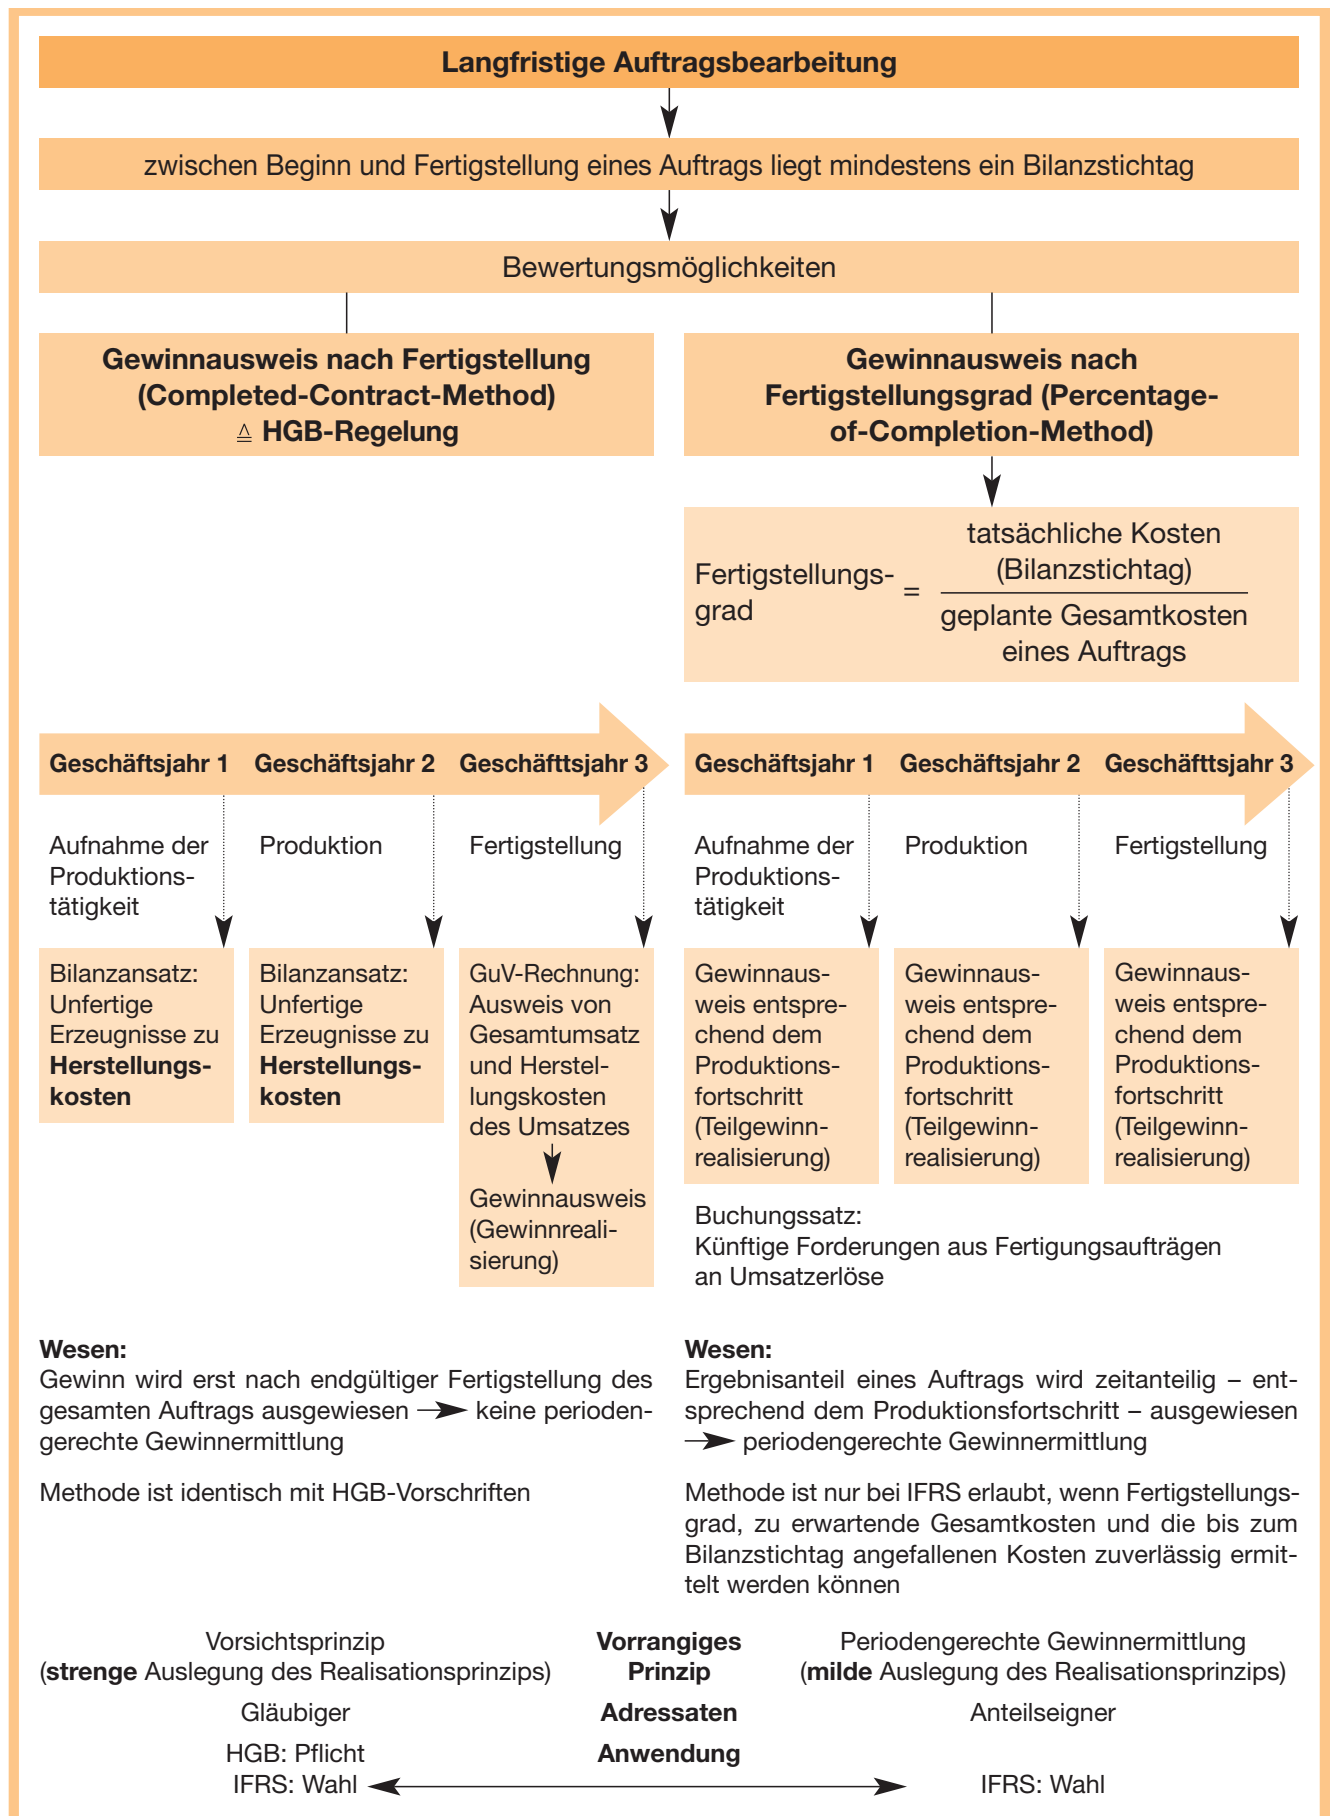 Langfristige Auftragsbearbeitung
zwischen Beginn und Fertigstellung eines Auftrags liegt mindestens ein Bilanzstichtag
Bewertungsmöglichkeiten
Gewinnausweis nach Fertigstellung
(Completed-Contract-Method)
≙ HGB-Regelung
Gewinnausweis nach
Fertigstellungsgrad (Percentage-
of-Completion-Method)
Fertigstellungs-
grad
=
tatsächliche Kosten
(Bilanzstichtag)
geplante Gesamtkosten
eines Auftrags
Geschäftsjahr 1 Geschäftsjahr 2 Geschäfttsjahr 3
Aufnahme der
Produktions-
tätigkeit
Produktion
Fertigstellung
Bilanzansatz:
Unfertige
Erzeugnisse zu
Herstellungs-
kosten
Bilanzansatz:
Unfertige
Erzeugnisse zu
Herstellungs-
kosten
GuV-Rechnung:
Ausweis von
Gesamtumsatz
und Herstel-
lungskosten
des Umsatzes
Gewinnausweis
(Gewinnreali-
sierung)
Geschäftsjahr 1 Geschäftsjahr 2 Geschäfttsjahr 3
Aufnahme der
Produktions-
tätigkeit
Produktion
Fertigstellung
Gewinnaus-
weis entspre-
chend dem
Produktions-
fortschritt
(Teilgewinn-
realisierung)
Gewinnaus-
weis entspre-
chend dem
Produktions-
fortschritt
(Teilgewinn-
realisierung)
Gewinnaus-
weis entspre-
chend dem
Produktions-
fortschritt
(Teilgewinn-
realisierung)
Buchungssatz:
Künftige Forderungen aus Fertigungsaufträgen
an Umsatzerlöse
Wesen:
Gewinn wird erst nach endgültiger Fertigstellung des
gesamten Auftrags ausgewiesen → keine perioden-
gerechte Gewinnermittlung
Methode ist identisch mit HGB-Vorschriften
Wesen:
Ergebnisanteil eines Auftrags wird zeitanteilig – ent-
sprechend dem Produktionsfortschritt – ausgewiesen
→ periodengerechte Gewinnermittlung
Methode ist nur bei IFRS erlaubt, wenn Fertigstellungs-
grad, zu erwartende Gesamtkosten und die bis zum
Bilanzstichtag angefallenen Kosten zuverlässig ermit-
telt werden können
Vorsichtsprinzip
(strenge Auslegung des Realisationsprinzips)
Vorrangiges
Prinzip
Periodengerechte Gewinnermittlung
(milde Auslegung des Realisationsprinzips)
Gläubiger
Adressaten
Anteilseigner
HGB: Pflicht
Anwendung
IFRS: Wahl
IFRS: Wahl